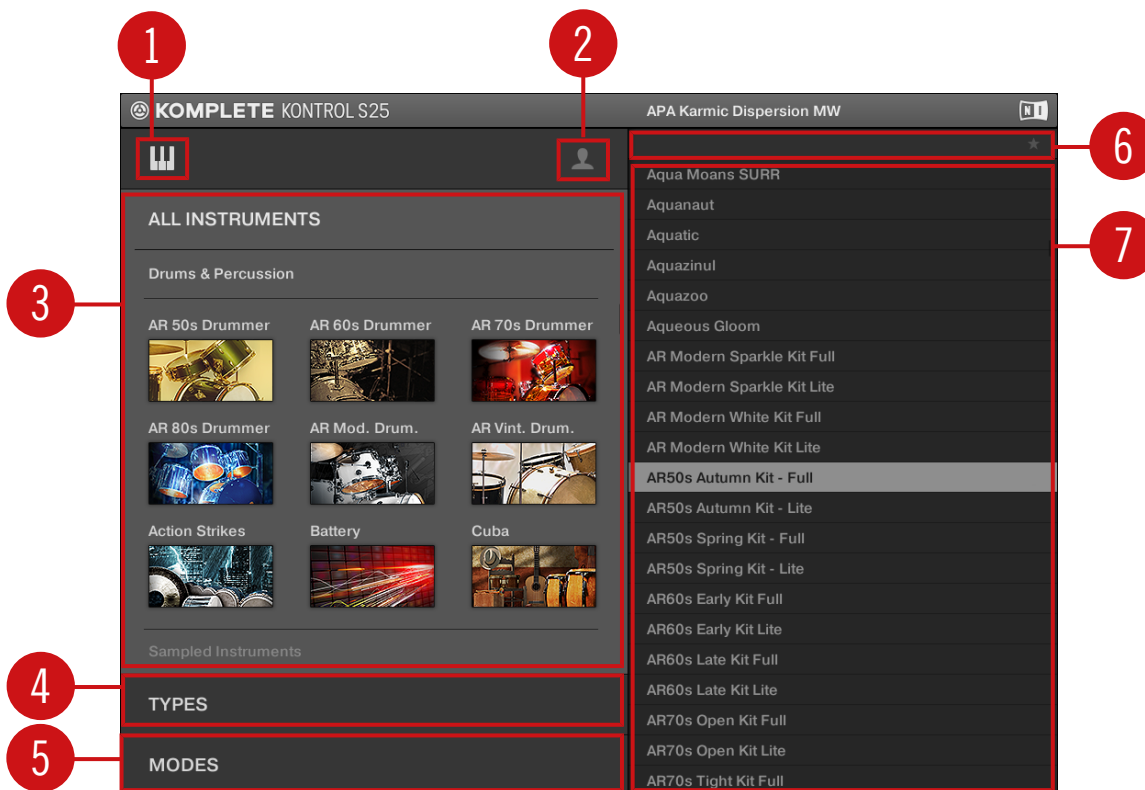 1
2
KOMPLETE KONTROL S25
APA Karmic Dispersion MW
NI
6
ALL INSTRUMENTS
Drums & Percussion
3
AR 50s Drummer
AR 60s Drummer
AR 70s Drummer
AR 80s Drummer
AR Mod. Drum.
AR Vint. Drum.
Action Strikes
Battery
Cuba
Sampled Instruments
4
TYPES
5
MODES
7
Aqua Moans SURR
Aquanaut
Aquatic
Aquazinul
Aquazoo
Aqueous Gloom
AR Modern Sparkle Kit Full
AR Modern Sparkle Kit Lite
AR Modern White Kit Full
AR Modern White Kit Lite
AR50s Autumn Kit - Full
AR50s Autumn Kit - Lite
AR50s Spring Kit - Full
AR50s Spring Kit - Lite
AR60s Early Kit Full
AR60s Early Kit Lite
AR60s Late Kit Full
AR60s Late Kit Lite
AR70s Open Kit Full
AR70s Open Kit Lite
AR70s Tight Kit Full